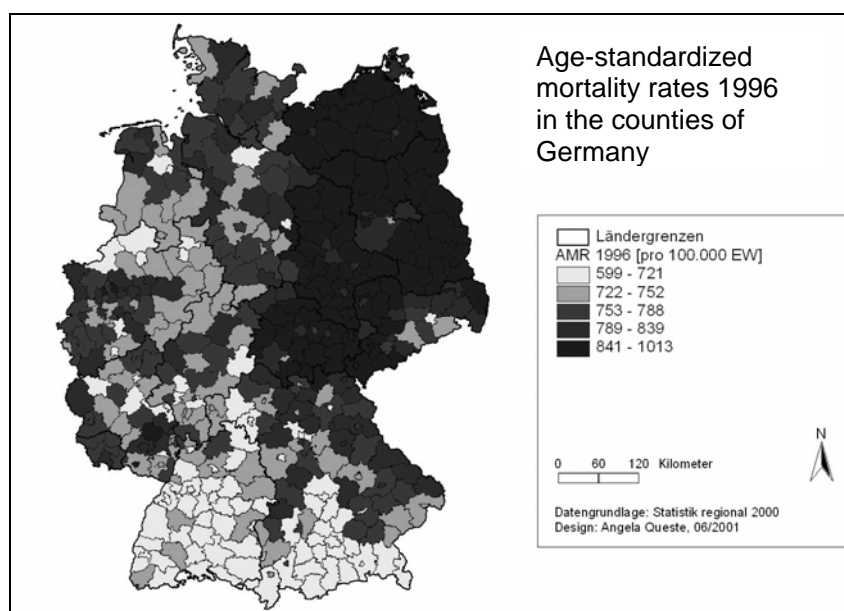 Age-standardized
mortality rates 1996
in the counties of
Germany
Ländergrenzen
AMR 1996 [pro 100.000 EW]
599 - 721
722 - 752
753 - 788
789 - 839
841 - 1013
N
0 60 120 Kilometer
Datengrundlage: Statistik regional 2000
Design: Angela Queste, 06/2001